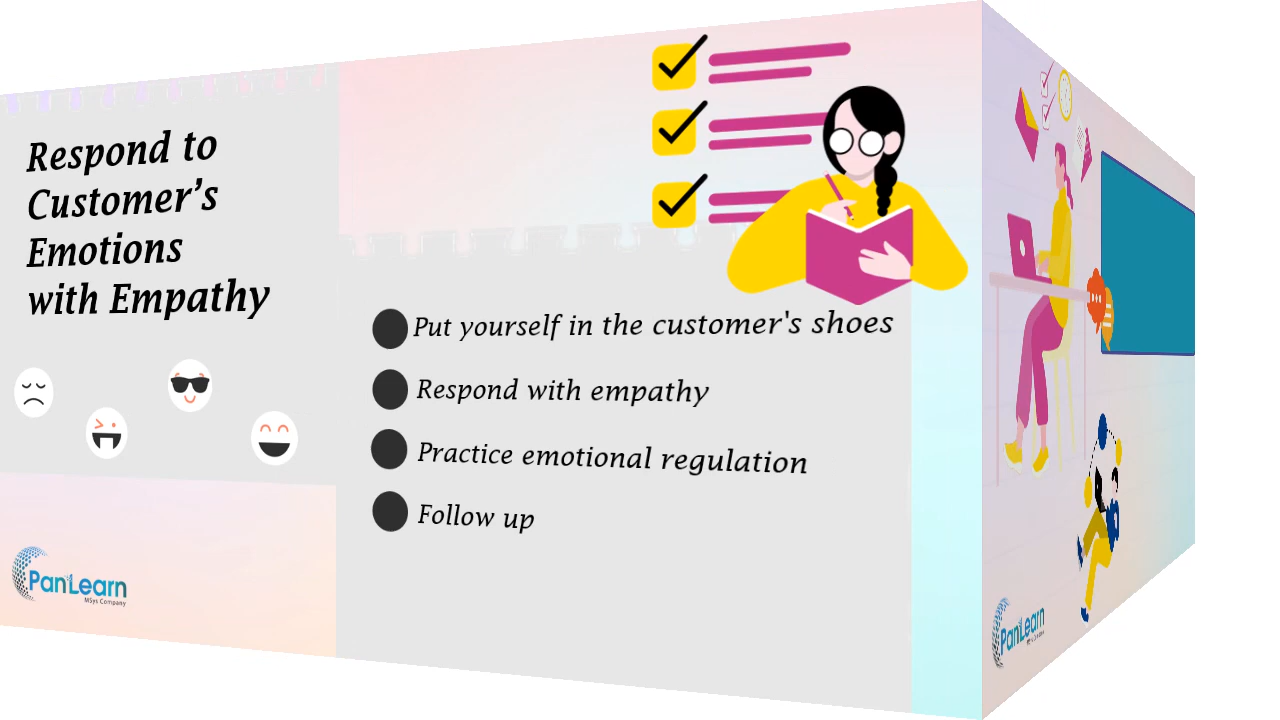 Respond to
Customer’s
Emotions
with Empathy
Put yourself in the customer's shoes
Respond with empathy
Practice emotional regulation
Follow up
PanLearn
MSys Company
PanLearn